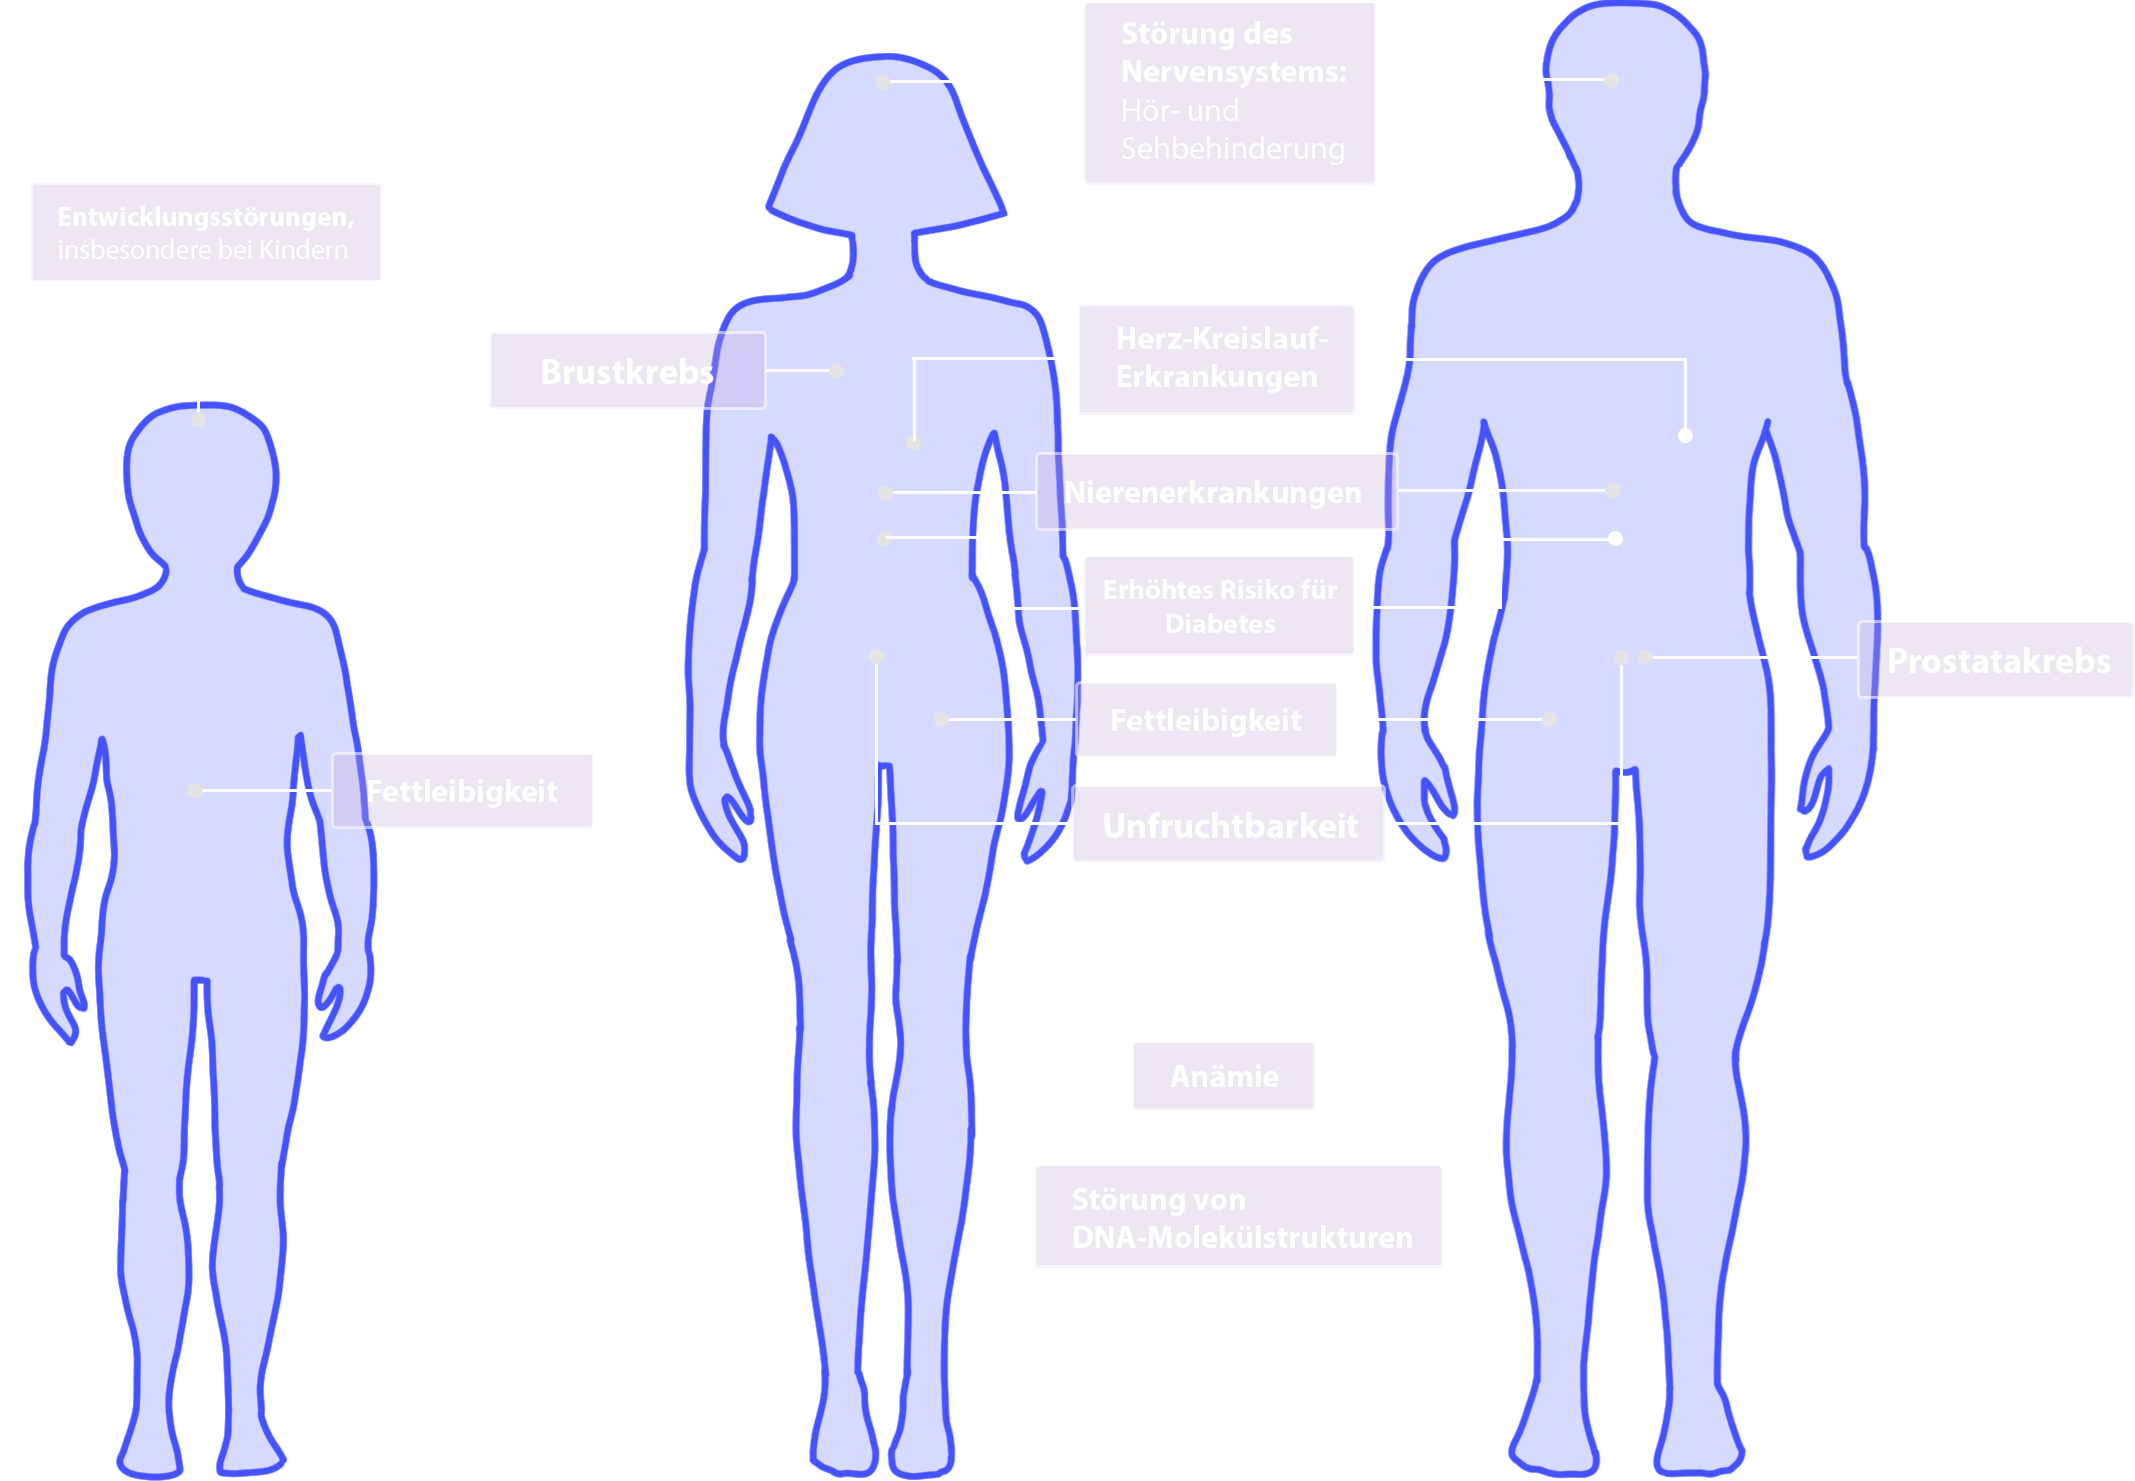 Störung des
Nervensystems:
Hör- und
Sehbehinderung
Entwicklungsstörungen,
insbesondere bei Kindern
Brustkrebs
Herz-Kreislauf-
Erkrankungen
Nierenerkrankungen
Erhöhtes Risiko für
Diabetes
Prostatakrebs
Fettleibigkeit
Fettleibigkeit
Unfruchtbarkeit
Anämie
Störung von
DNA-Molekülstrukturen